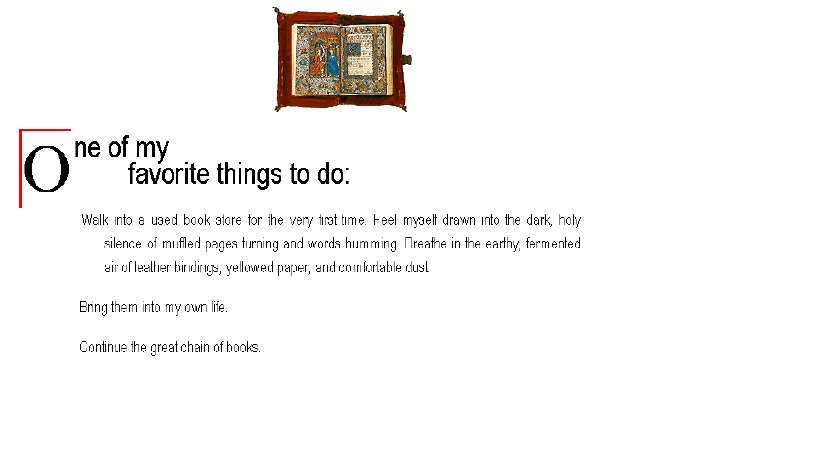 One of my
favorite things to do:
Walk into a used book store for the very first time. Feel myself drawn into the dark, holy
silence of muffled pages turning and words humming. Breathe in the earthy, fermented
air of leather bindings, yellowed paper, and comfortable dust.
Bring them into my own life.
Continue the great chain of books.